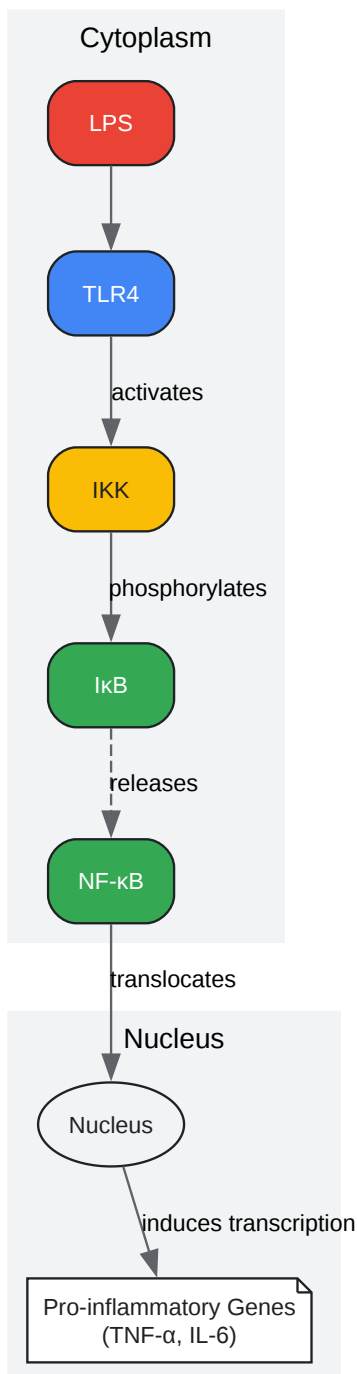 Cytoplasm
LPS
TLR4
activates
IKK
phosphorylates
IκB
releases
NF-κB
translocates
Nucleus
Nucleus
induces transcription
Pro-inflammatory Genes
(TNF-α, IL-6)